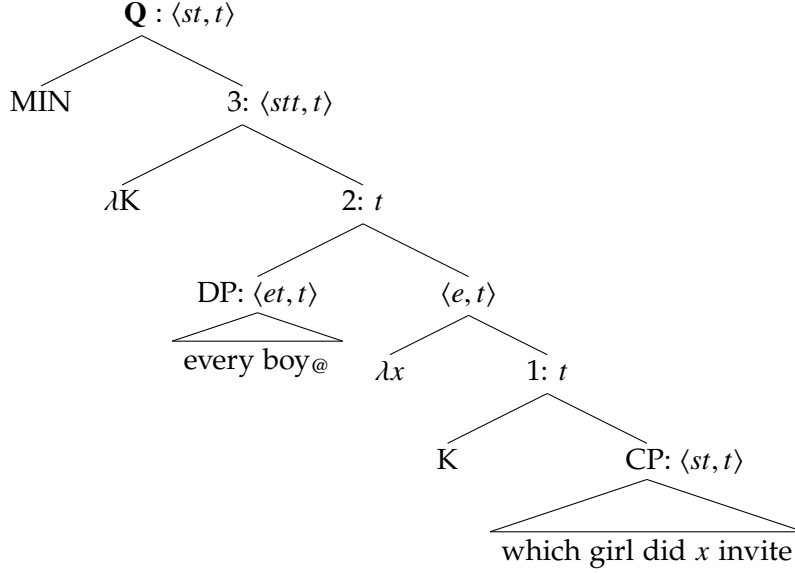 Q : ⟨st, t⟩
MIN
3: ⟨stt, t⟩
λK
2: t
DP: ⟨et, t⟩
⟨e, t⟩
every boy@
λx
1: t
K
CP: ⟨st, t⟩
which girl did x invite